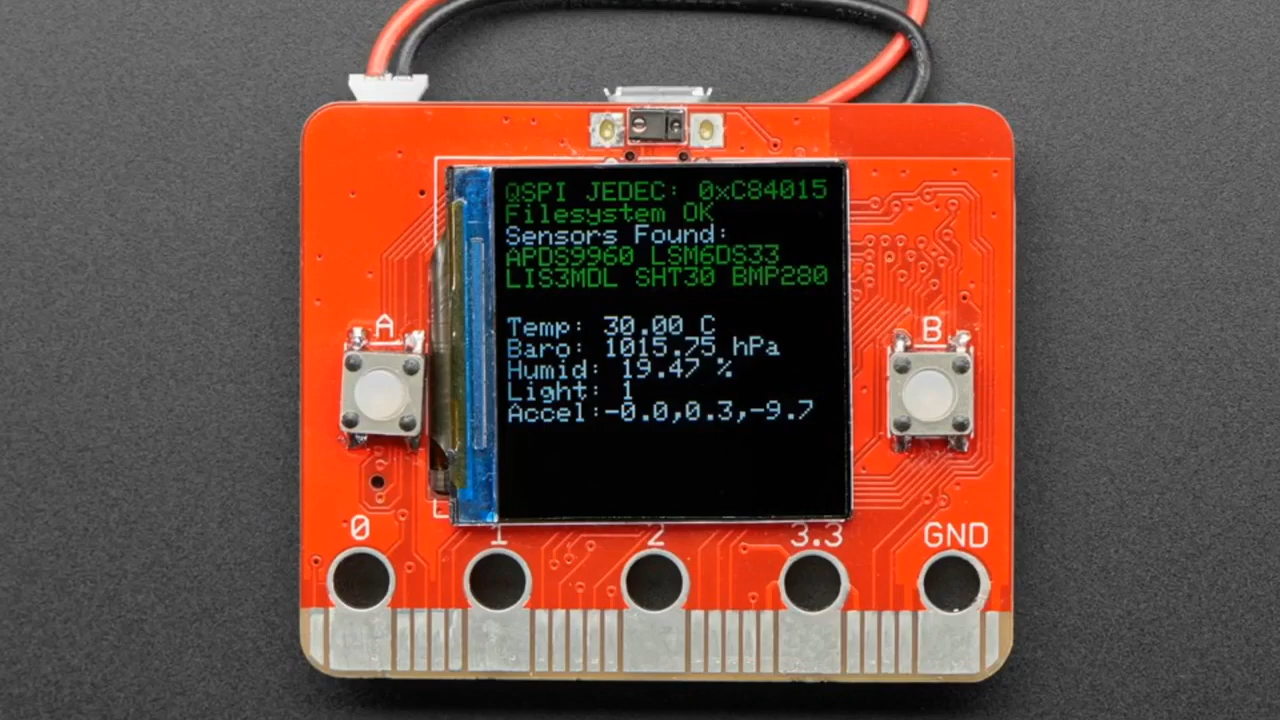 QSPI JEDEC: 0xC84015
Filesystem OK
Sensors Found:
APDS9960 LSM6DS33
LIS3MDL SHT30 BMP280
Temp: 30.00 C
Baro: 1015.75 hPa
Humid: 19.47 %
Light: 1
Accel:-0.0,0.3,-9.7
A
B
0
1
2
3.3
GND